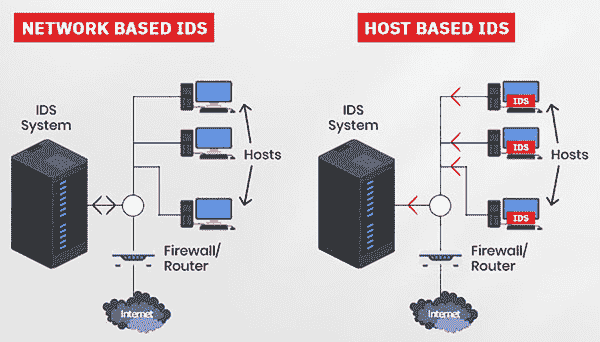 NETWORK BASED IDS
IDS
System
Hosts
Firewall/
Router
Internet
HOST BASED IDS
IDS
System
IDS
IDS
IDS
Hosts
Firewall/
Router
Internet